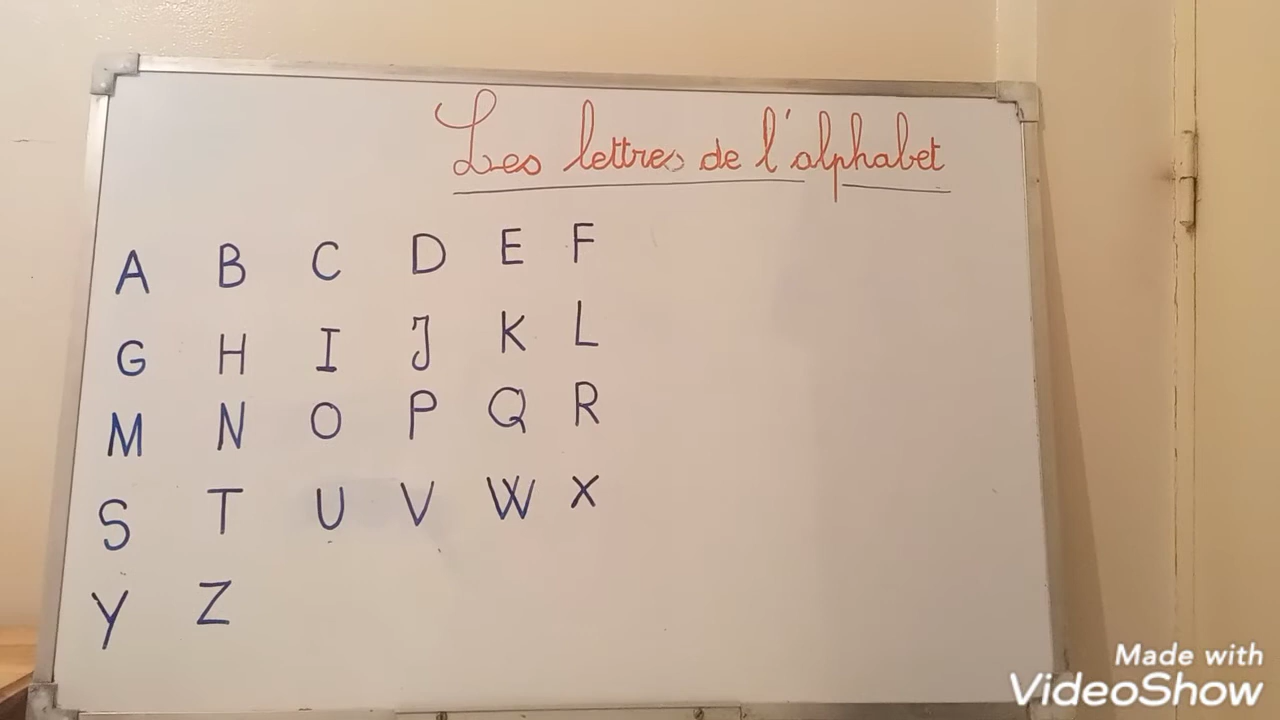 Les lettres de l'alphabet
A B C D E F
G H I J K L
M N O P Q R
S T U V W X
Y Z
Made with
VideoShow